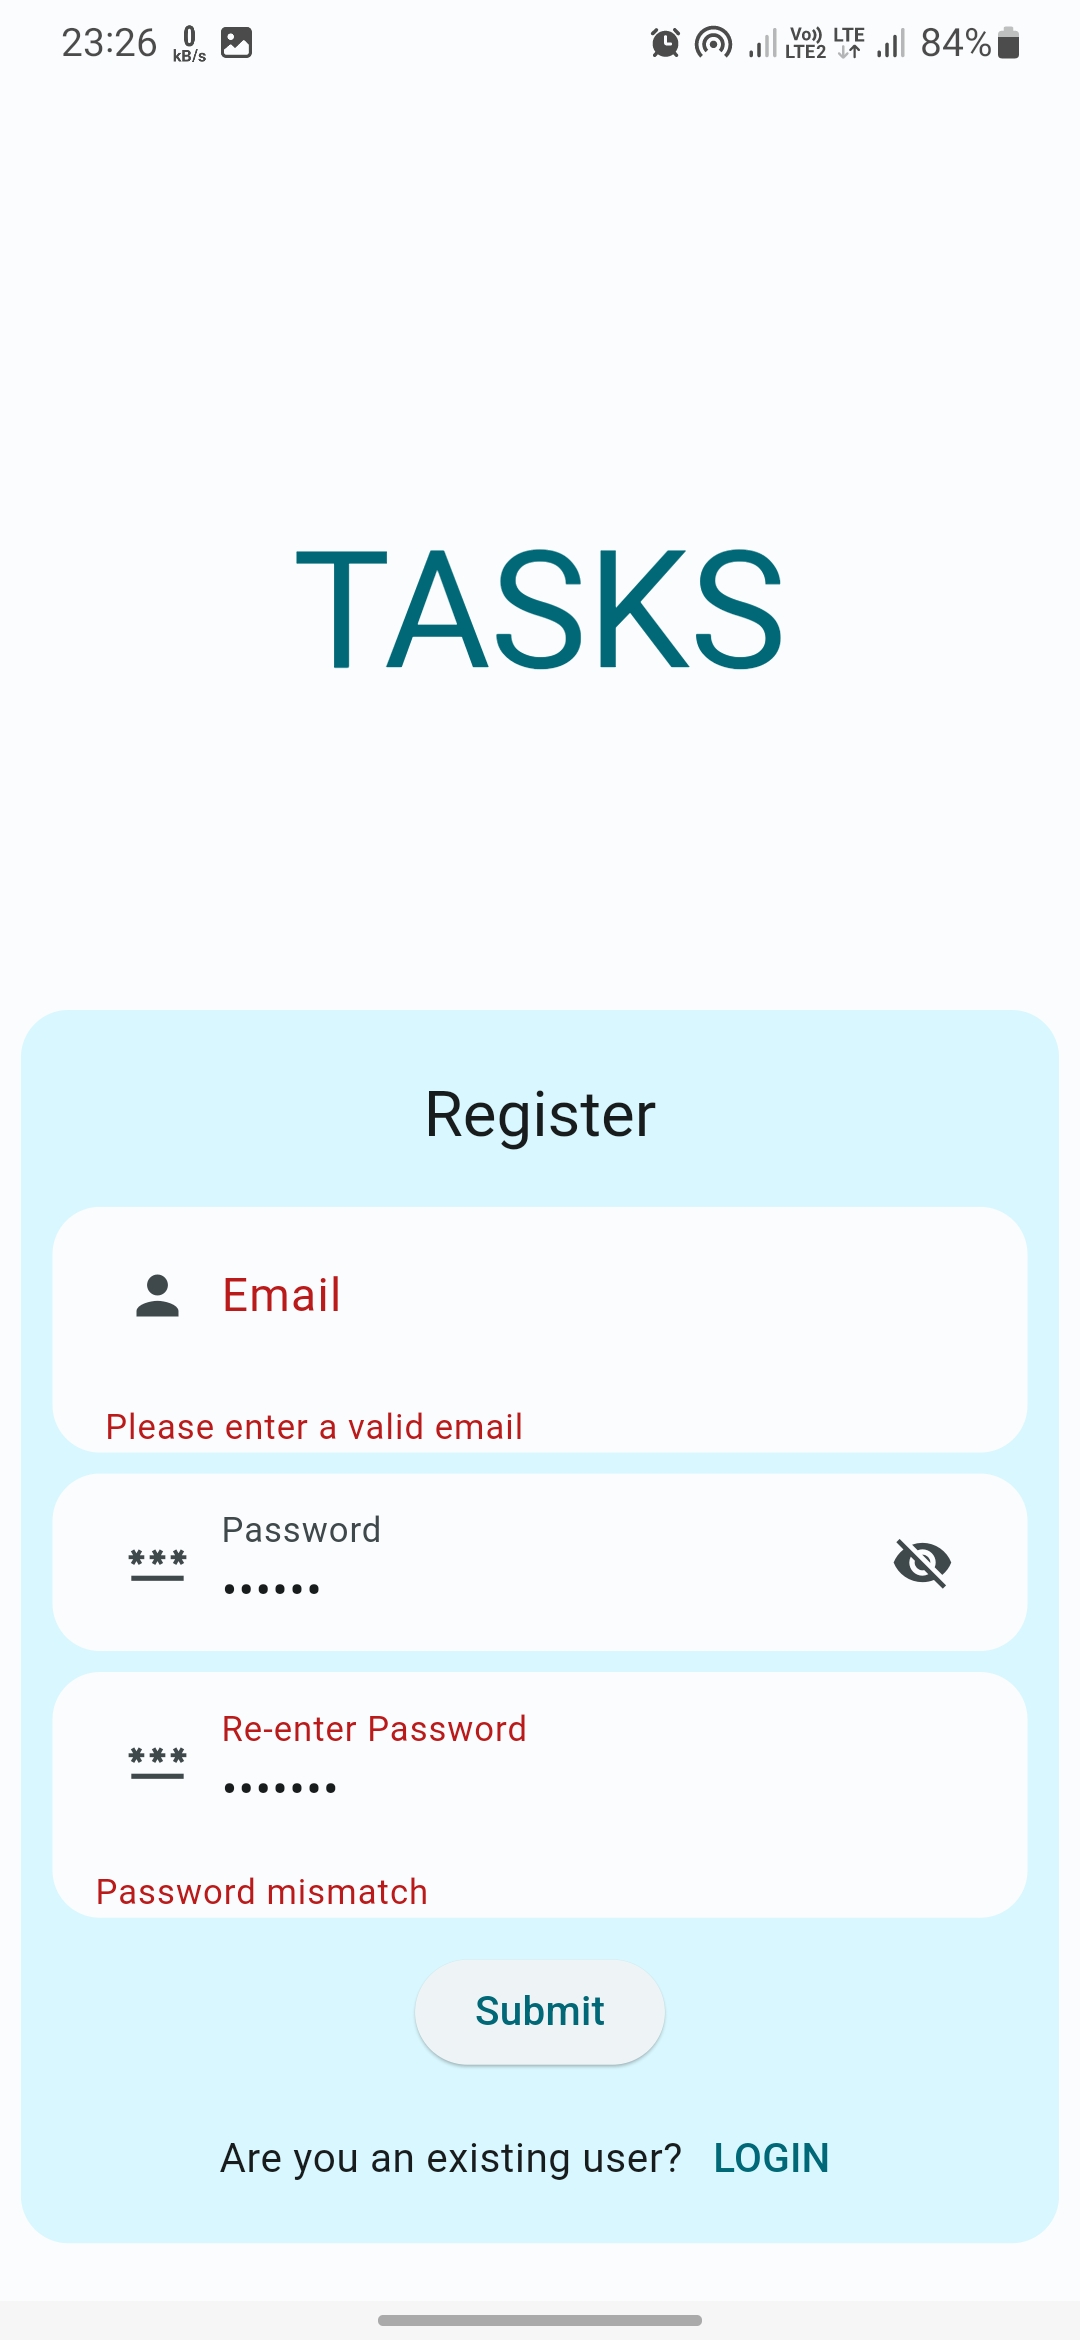 23:26 0 kB/s Vo)) LTE2 LTE 84%
TASKS
Register
Email
Please enter a valid email
Password
••••••
Re-enter Password
•••••••
Password mismatch
Submit
Are you an existing user? LOGIN